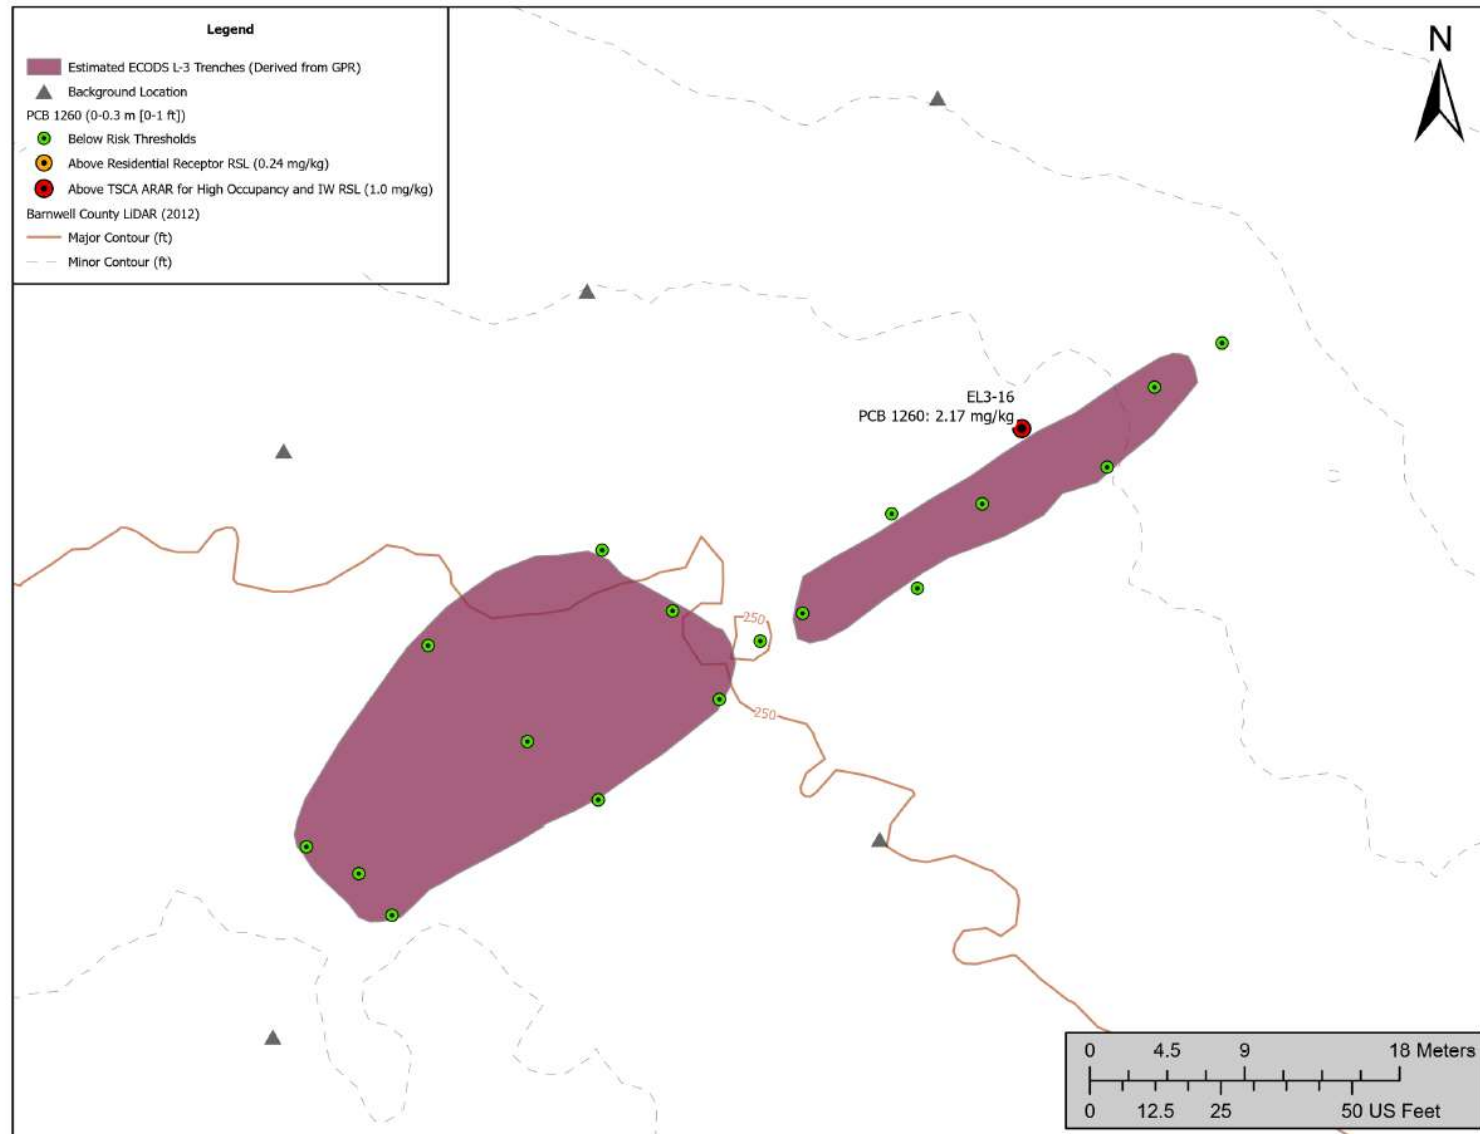 Legend
Estimated ECODS L-3 Trenches (Derived from GPR)
Background Location
PCB 1260 (0-0.3 m [0-1 ft])
Below Risk Thresholds
Above Residential Receptor RSL (0.24 mg/kg)
Above TSCA ARAR for High Occupancy and IW RSL (1.0 mg/kg)
Barnwell County LiDAR (2012)
Major Contour (ft)
Minor Contour (ft)
N
EL3-16
PCB 1260: 2.17 mg/kg
250
250
0 4.5 9 18 Meters
0 12.5 25 50 US Feet